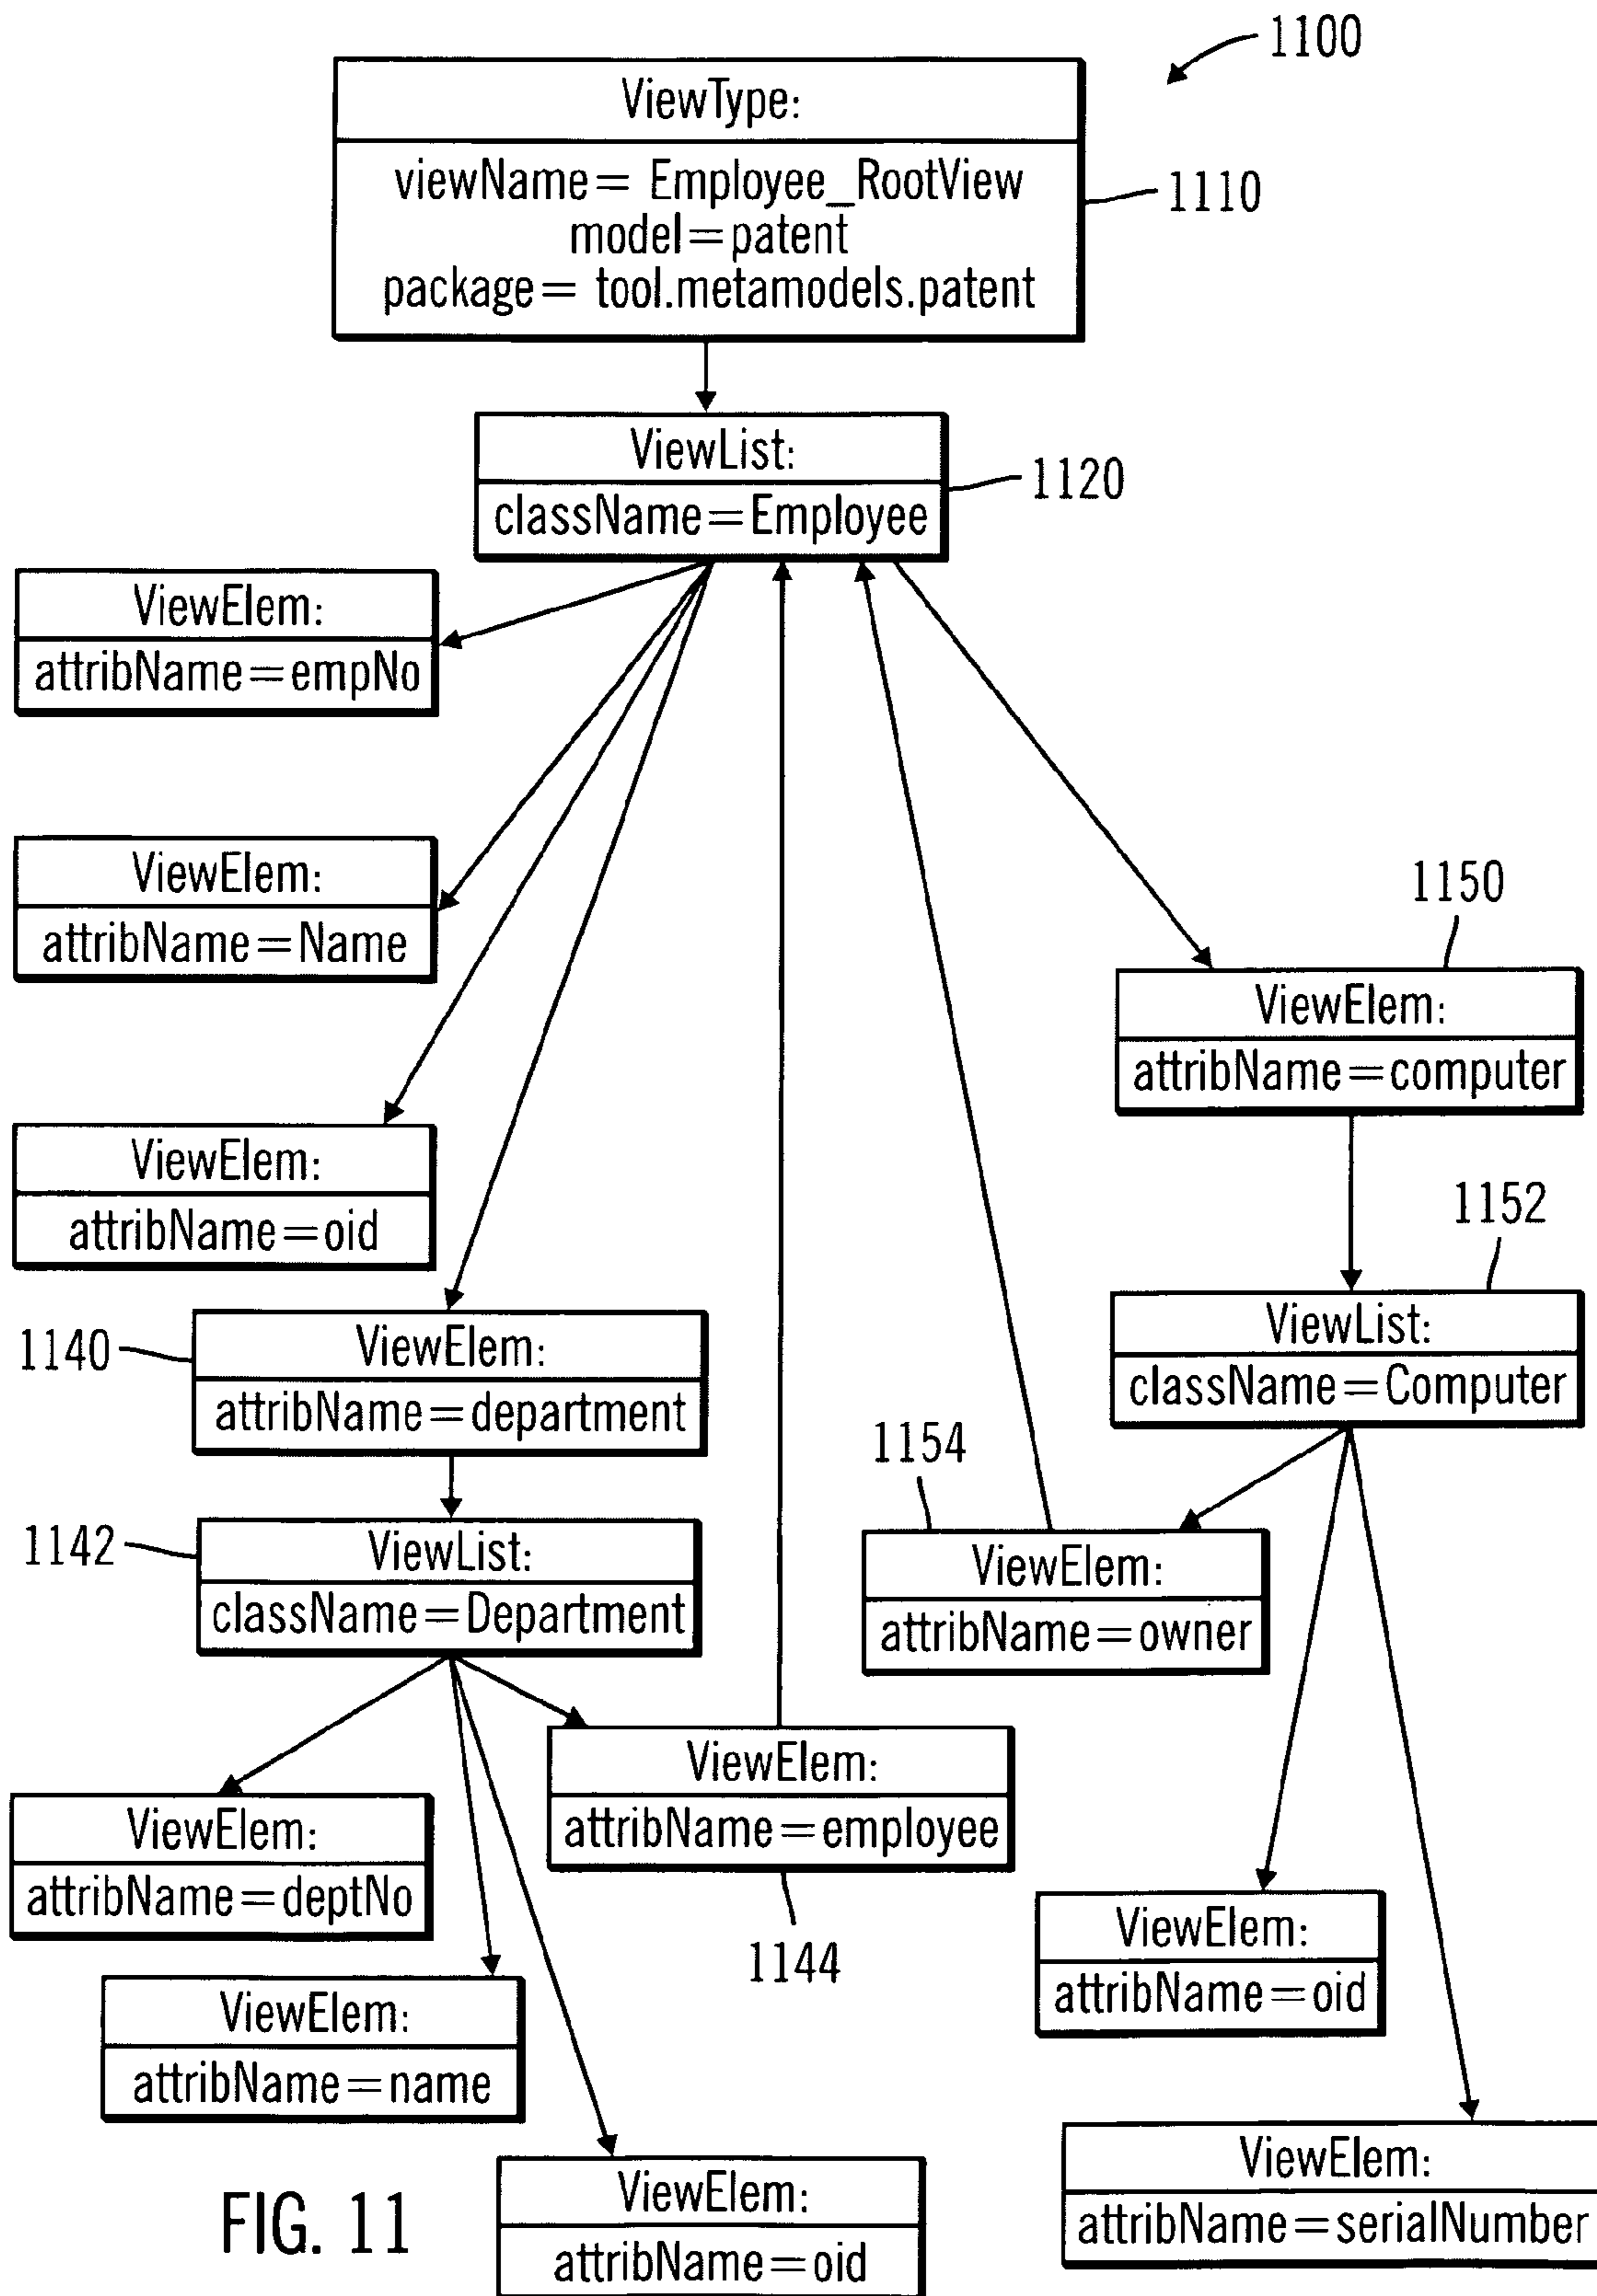 1100
ViewType:
viewName= Employee_RootView
model=patent
package= tool.metamodels.patent
1110
ViewList:
className=Employee
1120
ViewElem:
attribName=empNo
ViewElem:
attribName=Name
1150
ViewElem:
attribName=computer
ViewElem:
attribName=oid
1152
ViewList:
className=Computer
1140
ViewElem:
attribName=department
1154
ViewElem:
attribName=owner
1142
ViewList:
className=Department
ViewElem:
attribName=employee
1144
ViewElem:
attribName=deptNo
ViewElem:
attribName=oid
ViewElem:
attribName=name
ViewElem:
attribName=serialNumber
ViewElem:
attribName=oid
FIG. 11